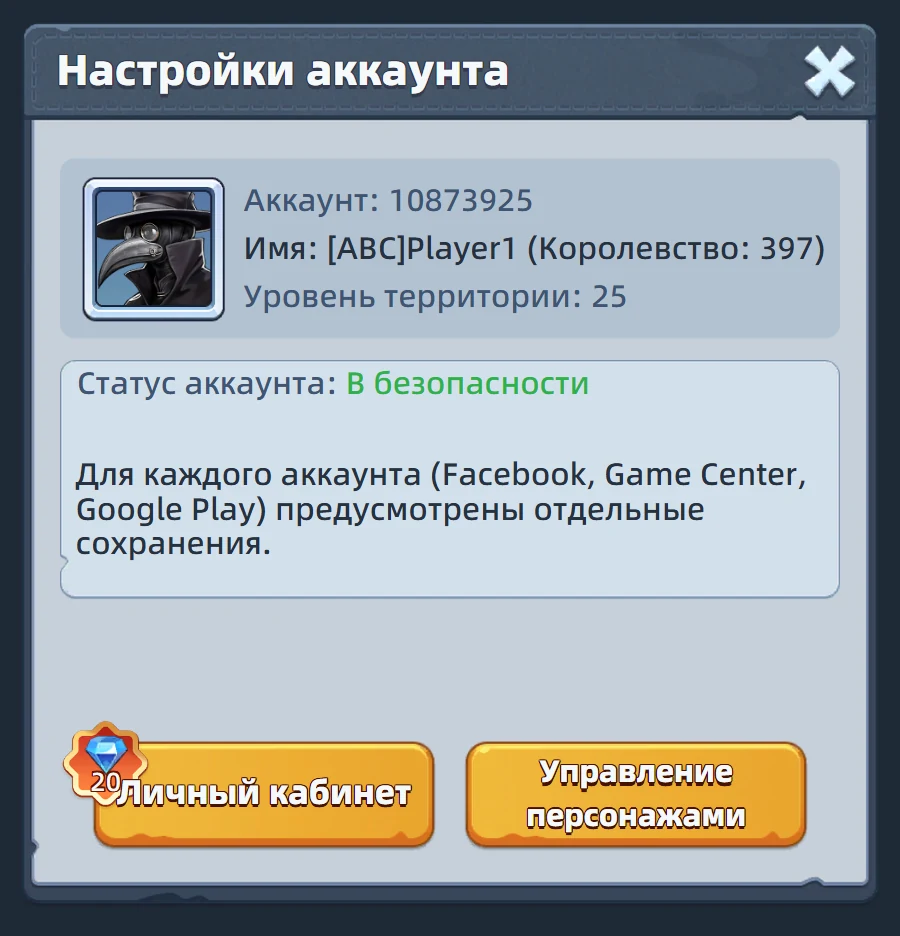 Настройки аккаунта
Аккаунт: 10873925
Имя: [ABC]Player1 (Королевство: 397)
Уровень территории: 25
Статус аккаунта: В безопасности
Для каждого аккаунта (Facebook, Game Center,
Google Play) предусмотрены отдельные
сохранения.
20
Личный кабинет
Управление
персонажами